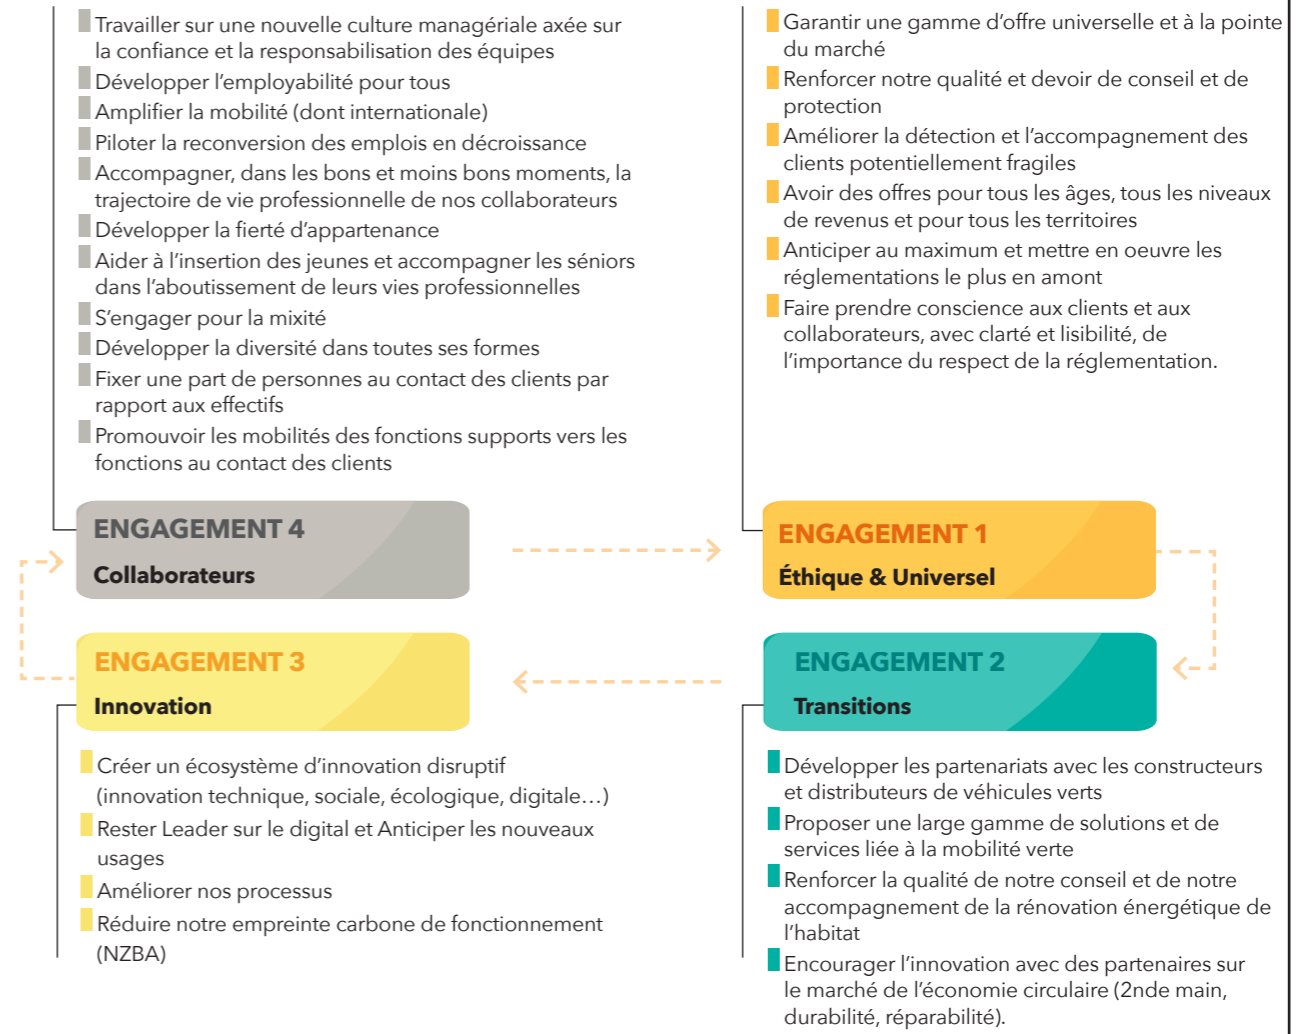 Travailler sur une nouvelle culture managériale axée sur
la confiance et la responsabilisation des équipes
Développer l’employabilité pour tous
Amplifier la mobilité (dont internationale)
Piloter la reconversion des emplois en décroissance
Accompagner, dans les bons et moins bons moments, la
trajectoire de vie professionnelle de nos collaborateurs
Développer la fierté d’appartenance
Aider à l’insertion des jeunes et accompagner les séniors
dans l’aboutissement de leurs vies professionnelles
S’engager pour la mixité
Développer la diversité dans toutes ses formes
Fixer une part de personnes au contact des clients par
rapport aux effectifs
Promouvoir les mobilités des fonctions supports vers les
fonctions au contact des clients
ENGAGEMENT 4
Collaborateurs
Garantir une gamme d’offre universelle et à la pointe
du marché
Renforcer notre qualité et devoir de conseil et de
protection
Améliorer la détection et l’accompagnement des
clients potentiellement fragiles
Avoir des offres pour tous les âges, tous les niveaux
de revenus et pour tous les territoires
Anticiper au maximum et mettre en oeuvre les
réglementations le plus en amont
Faire prendre conscience aux clients et aux
collaborateurs, avec clarté et lisibilité, de
l’importance du respect de la réglementation.
ENGAGEMENT 1
Éthique & Universel
ENGAGEMENT 3
Innovation
Créer un écosystème d’innovation disruptif
(innovation technique, sociale, écologique, digitale…)
Rester Leader sur le digital et Anticiper les nouveaux
usages
Améliorer nos processus
Réduire notre empreinte carbone de fonctionnement
(NZBA)
ENGAGEMENT 2
Transitions
Développer les partenariats avec les constructeurs
et distributeurs de véhicules verts
Proposer une large gamme de solutions et de
services liée à la mobilité verte
Renforcer la qualité de notre conseil et de notre
accompagnement de la rénovation énergétique de
l’habitat
Encourager l’innovation avec des partenaires sur
le marché de l’économie circulaire (2nde main,
durabilité, réparabilité).